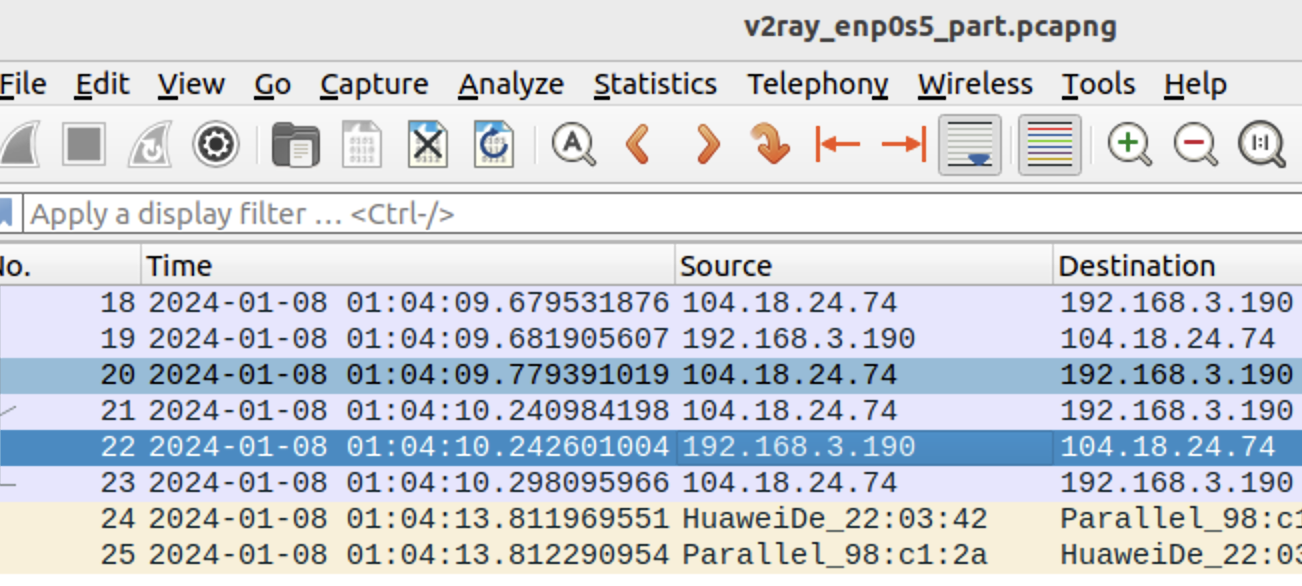 v2ray_enp0s5_part.pcapng
File Edit View Go Capture Analyze Statistics Telephony Wireless Tools Help
Apply a display filter … <Ctrl-/>
No. Time Source Destination
18 2024-01-08 01:04:09.679531876 104.18.24.74 192.168.3.190
19 2024-01-08 01:04:09.681905607 192.168.3.190 104.18.24.74
20 2024-01-08 01:04:09.779391019 104.18.24.74 192.168.3.190
21 2024-01-08 01:04:10.240984198 104.18.24.74 192.168.3.190
22 2024-01-08 01:04:10.242601004 192.168.3.190 104.18.24.74
23 2024-01-08 01:04:10.298095966 104.18.24.74 192.168.3.190
24 2024-01-08 01:04:13.811969551 HuaweiDe_22:03:42 Parallel_98:c1
25 2024-01-08 01:04:13.812290954 Parallel_98:c1:2a HuaweiDe_22:03